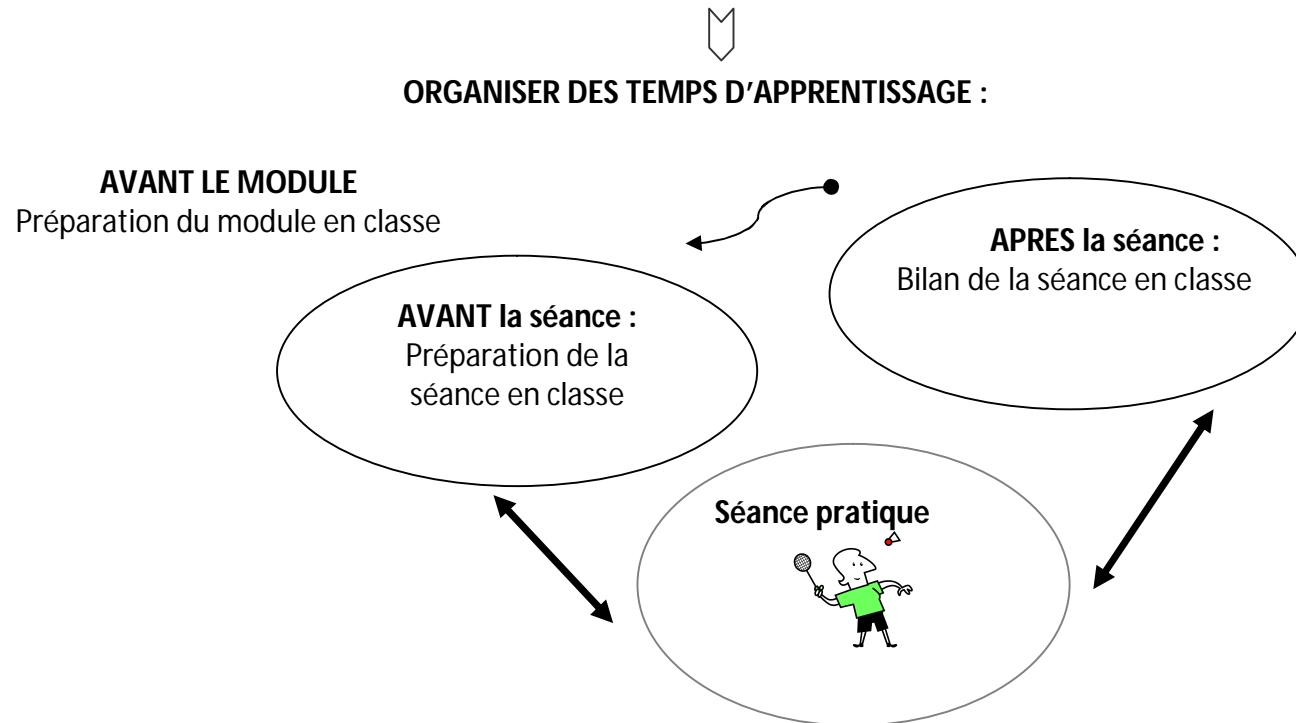 ORGANISER DES TEMPS D’APPRENTISSAGE :
AVANT LE MODULE
Préparation du module en classe
AVANT la séance :
Préparation de la
séance en classe
APRES la séance :
Bilan de la séance en classe
Séance pratique